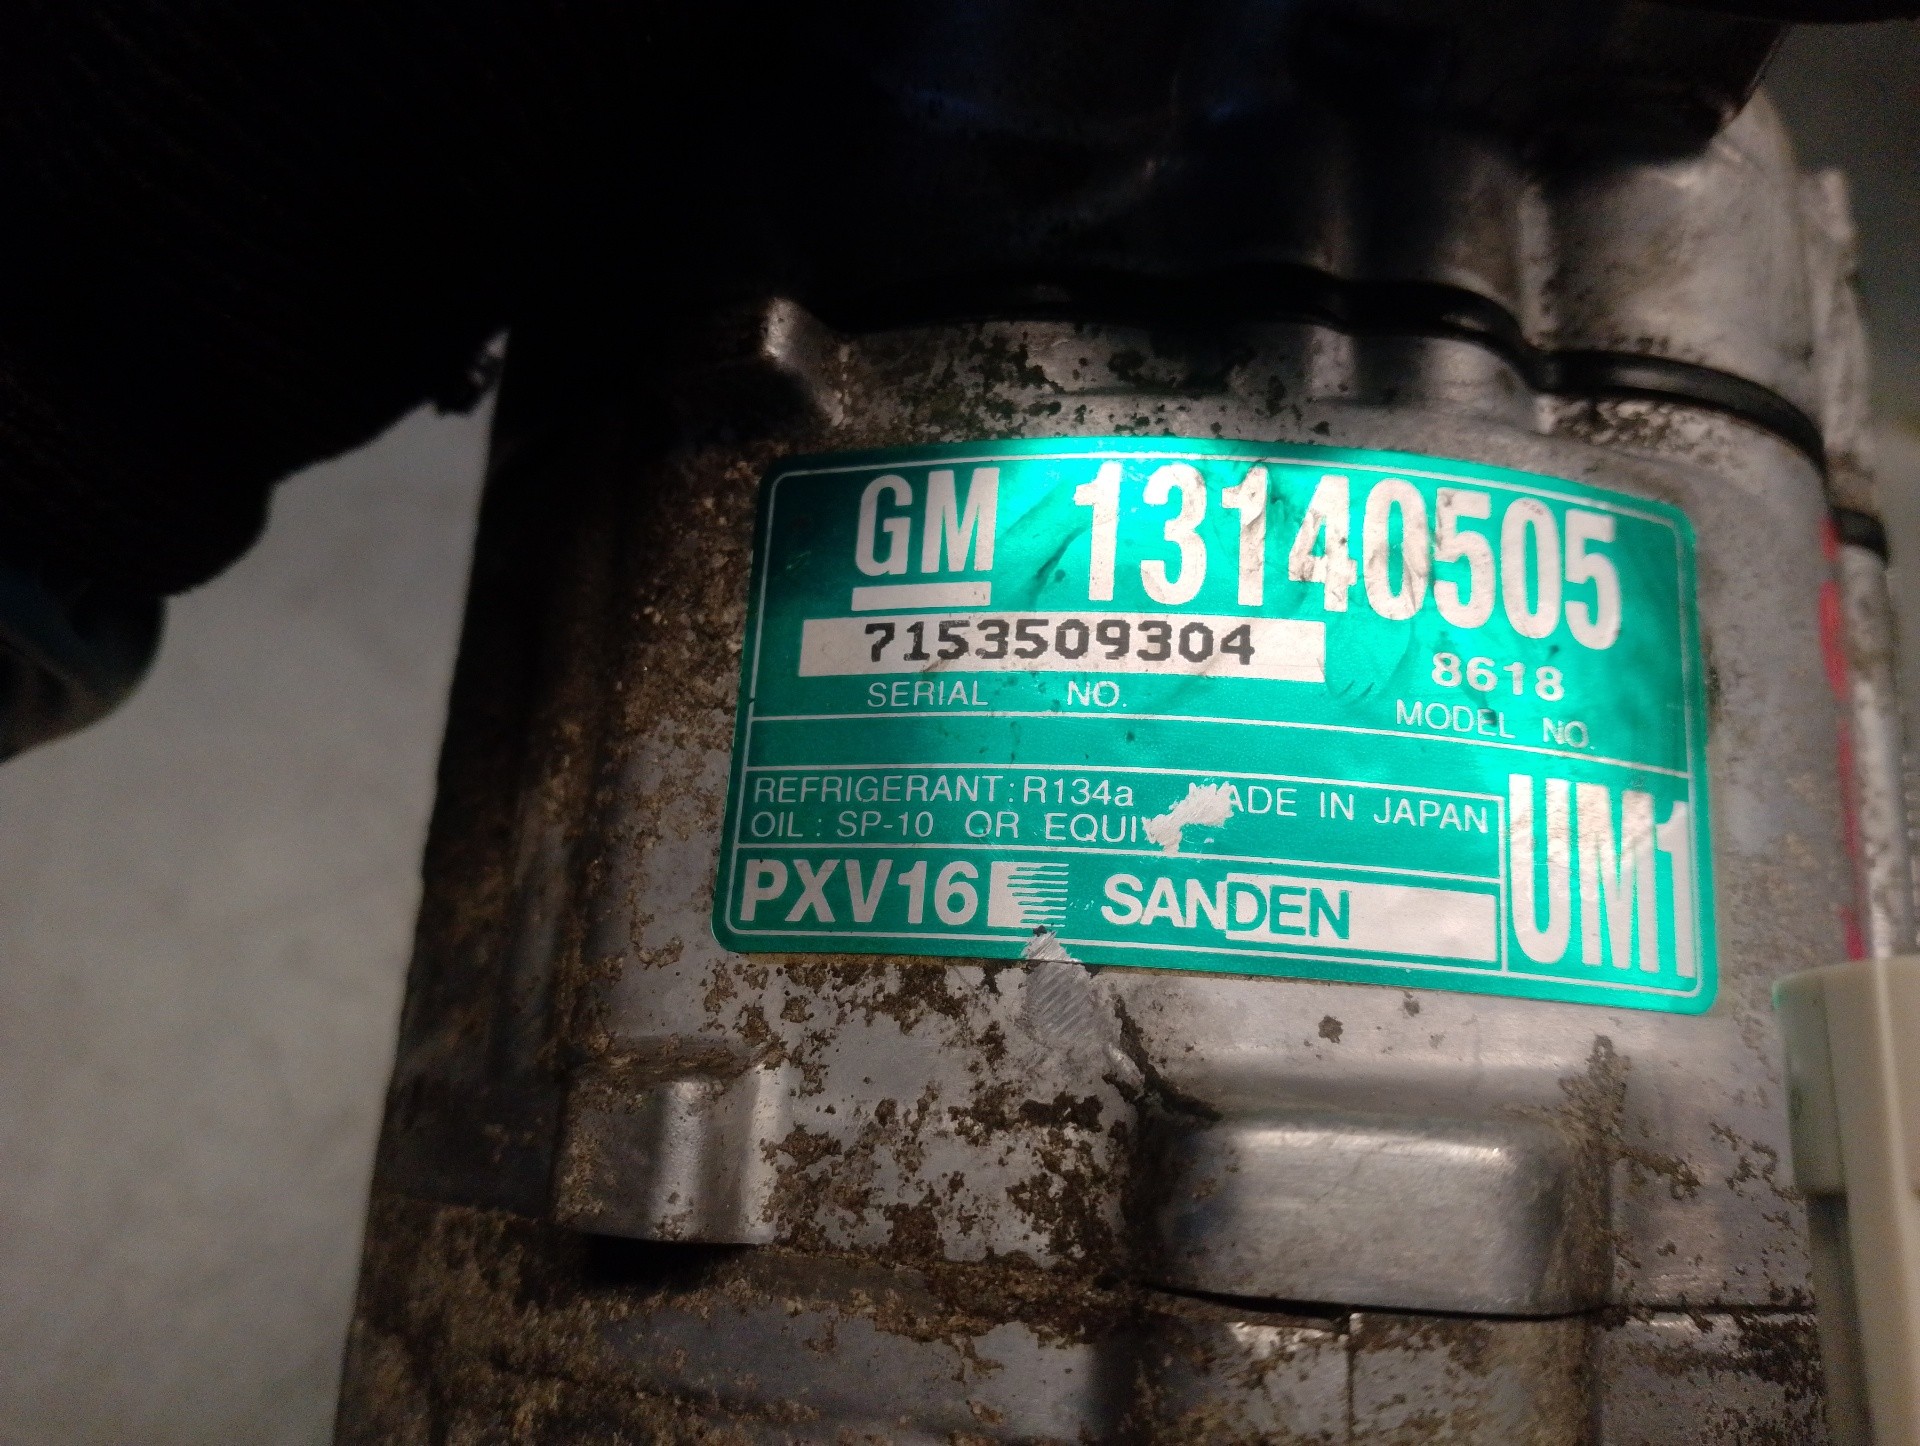 GM 13140505
7153509304
8618
SERIAL NO.
MODEL NO.
REFRIGERANT: R134a MADE IN JAPAN
OIL : SP-10 OR EQUIV
PXV16 SANDEN
UM1